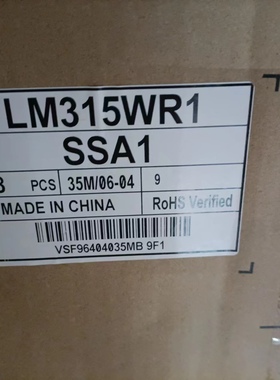 LM315WR1
SSA1
PCS 35M/06-04 9
MADE IN CHINA RoHS Verified
VSF96404035MB 9F1